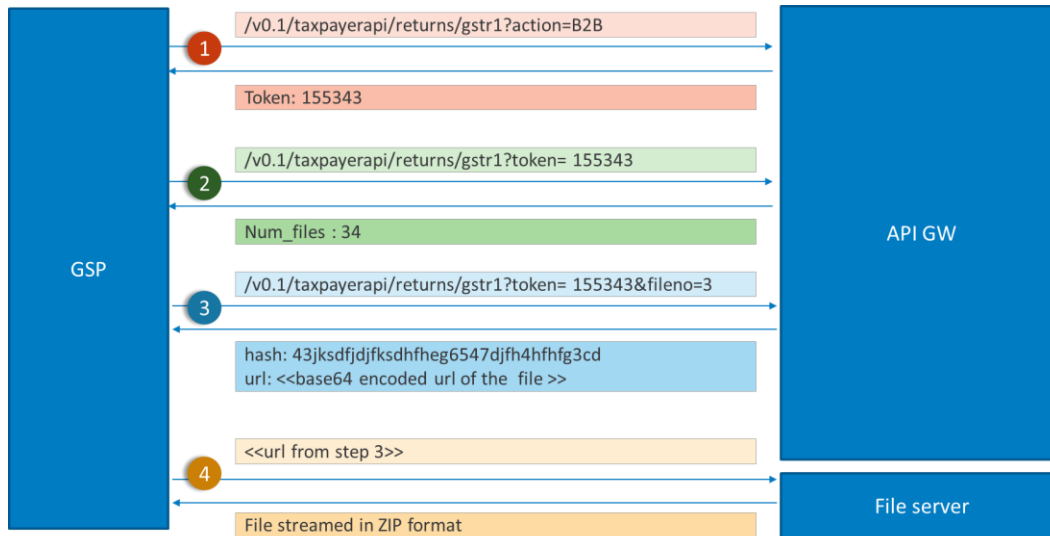 /v0.1/taxpayerapi/returns/gstr1?action=B2B
1
Token: 155343
/v0.1/taxpayerapi/returns/gstr1?token= 155343
2
Num_files : 34
API GW
GSP
/v0.1/taxpayerapi/returns/gstr1?token= 155343&fileno=3
3
hash: 43jksdfjdjfksdhfheg6547djfh4hfhfg3cd
url: <<base64 encoded url of the  file >>
<<url from step 3>>
4
File server
File streamed in ZIP format